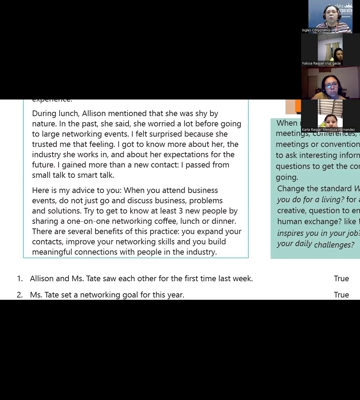 experience.
During lunch, Allison mentioned that she was shy by
nature. In the past, she said, she worried a lot before going
to large networking events. I felt surprised because she
trusted me that feeling. I got to know more about her, the
industry she works in, and about her expectations for the
future. I gained more than a new contact: I passed from
small talk to smart talk.
Here is my advice to you: When you attend business
events, do not just go and discuss business, problems
and solutions. Try to get to know at least 3 new people by
sharing a one-on-one networking coffee, lunch or dinner.
There are several benefits of this practice: you expand your
contacts, improve your networking skills and you build
meaningful connections with people in the industry.
When
meetings, conferences,
meetings or convention
to ask interesting inform
questions to get the con
going.
Change the standard W
you do for a living? for a
creative, question to en
human exchange? like
inspires you in your job?
your daily challenges?
1. Allison and Ms. Tate saw each other for the first time last week. True
2. Ms. Tate set a networking goal for this year. True